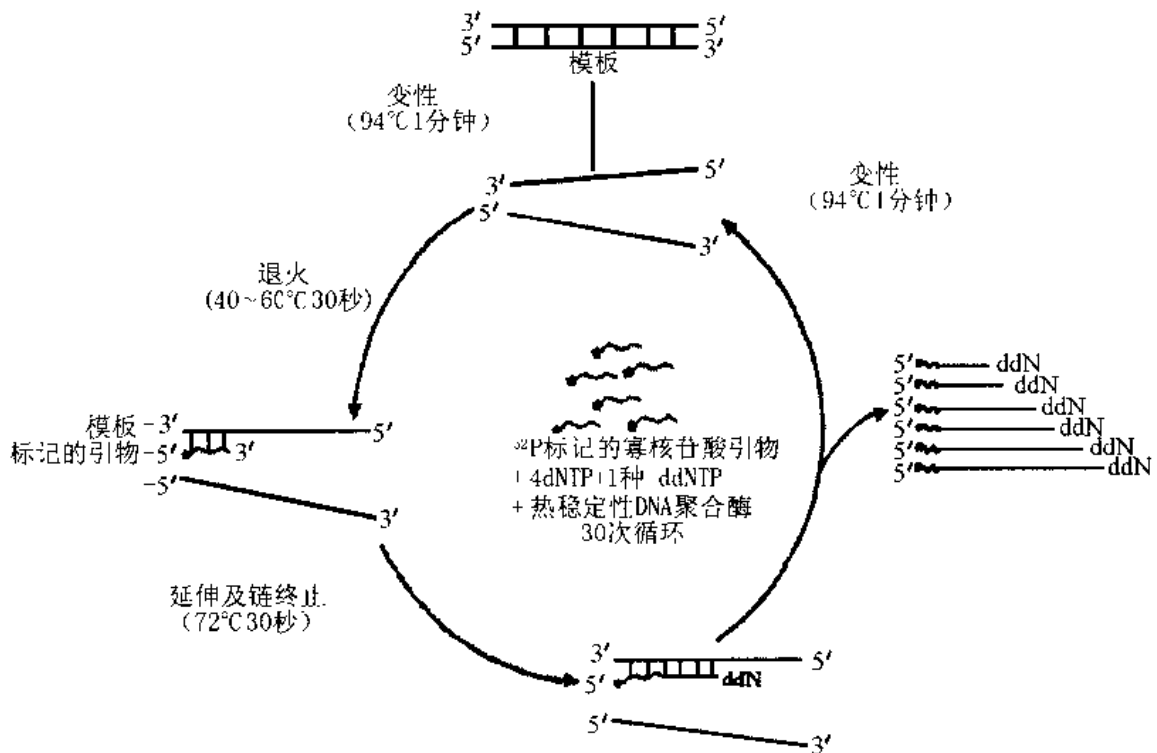 3′ 5′
5′ 3′
模板
变性
(94℃1分钟)
3′ 5′
5′ 3′
变性
(94℃1分钟)
退火
(40~60℃30秒)
模板-3′ 5′
标记的引物-5′ 3′
-5′ 3′
³²P标记的寡核苷酸引物
+4dNTP+1种 ddNTP
+热稳定性DNA聚合酶
30次循环
5′ ddN
5′ ddN
5′ ddN
5′ ddN
5′ ddN
5′ ddN
延伸及链终止
(72℃30秒)
3′ 5′
5′ ddN
5′ 3′